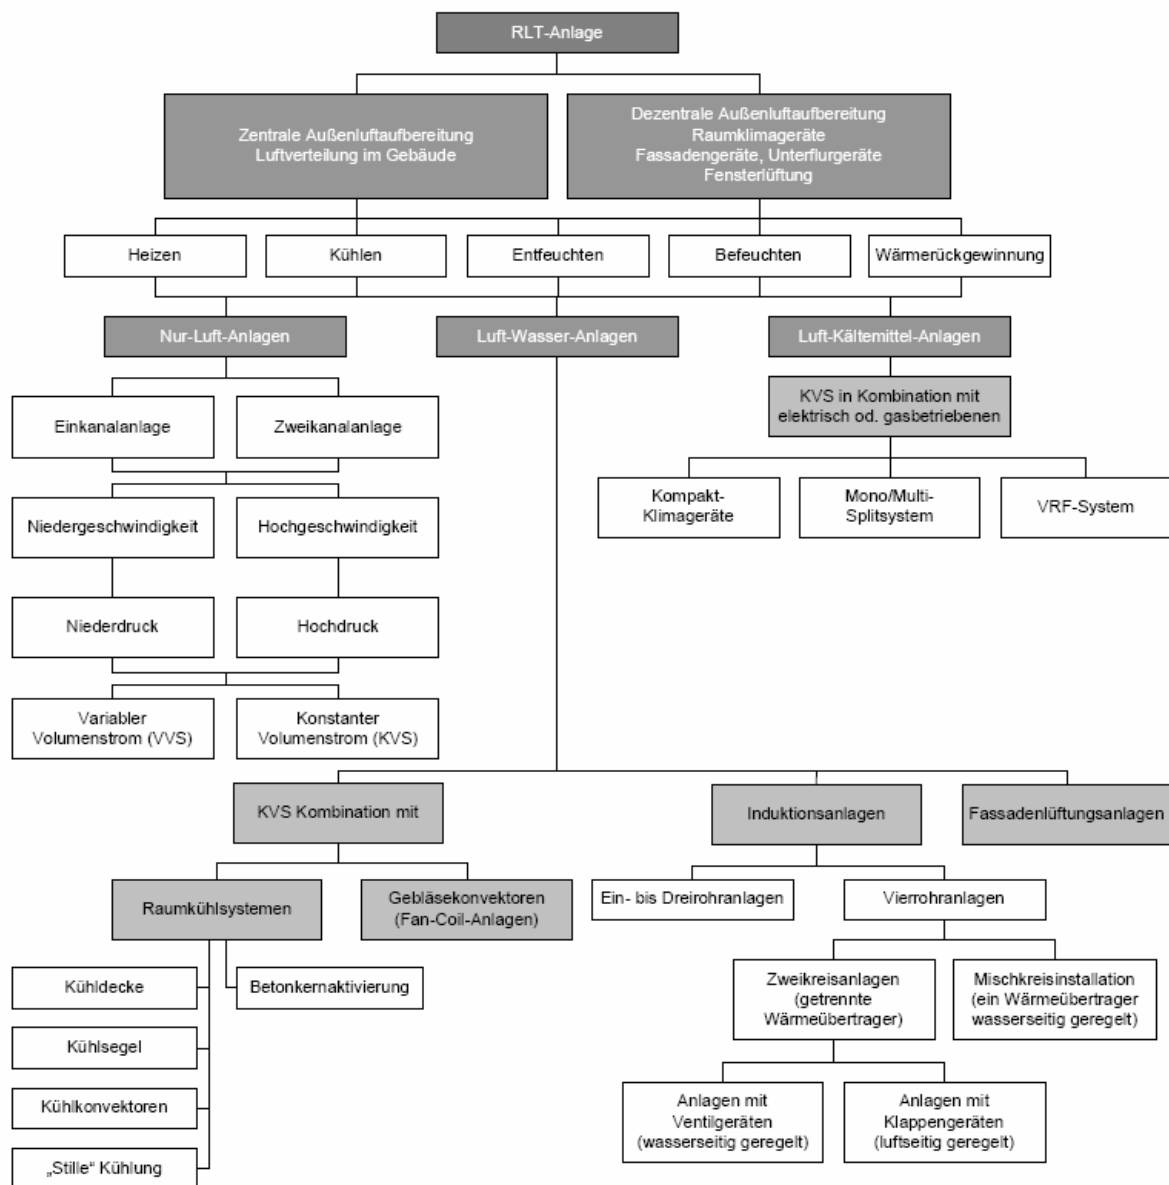 RLT-Anlage
Zentrale Außenluftaufbereitung
Luftverteilung im Gebäude
Dezentrale Außenluftaufbereitung
Raumklimageräte
Fassadengeräte, Unterflurgeräte
Fensterlüftung
Heizen
Kühlen
Entfeuchten
Befeuchten
Wärmerückgewinnung
Nur-Luft-Anlagen
Luft-Wasser-Anlagen
Luft-Kältemittel-Anlagen
KVS in Kombination mit
elektrisch od. gasbetriebenen
Einkanalanlage
Zweikanalanlage
Kompakt-
Klimageräte
Mono/Multi-
Splitsystem
VRF-System
Niedergeschwindigkeit
Hochgeschwindigkeit
Niederdruck
Hochdruck
Variabler
Volumenstrom (VVS)
Konstanter
Volumenstrom (KVS)
KVS Kombination mit
Induktionsanlagen
Fassadenlüftungsanlagen
Raumkühlsystemen
Gebläsekonvektoren
(Fan-Coil-Anlagen)
Ein- bis Dreirohranlagen
Vierrohranlagen
Kühldecke
Betonkernaktivierung
Zweikreisanlagen
(getrennte
Wärmeübertrager)
Mischkreisinstallation
(ein Wärmeübertrager
wasserseitig geregelt)
Kühlsegel
Kühlkonvektoren
Anlagen mit
Ventilgeräten
(wasserseitig geregelt)
Anlagen mit
Klappengeräten
(luftseitig geregelt)
„Stille“ Kühlung